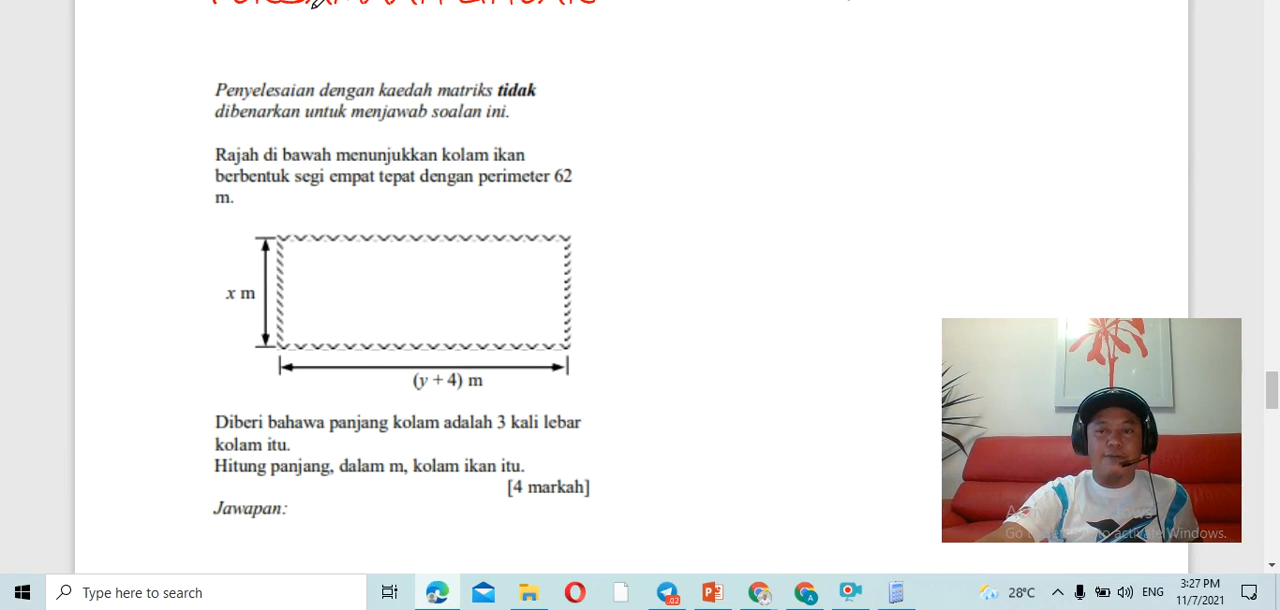 Penyelesaian dengan kaedah matriks tidak
dibenarkan untuk menjawab soalan ini.
Rajah di bawah menunjukkan kolam ikan
berbentuk segi empat tepat dengan perimeter 62
m.
x m
(y + 4) m
Diberi bahawa panjang kolam adalah 3 kali lebar
kolam itu.
Hitung panjang, dalam m, kolam ikan itu.
[4 markah]
Jawapan:
Type here to search
28°C
ENG
3:27 PM
11/7/2021